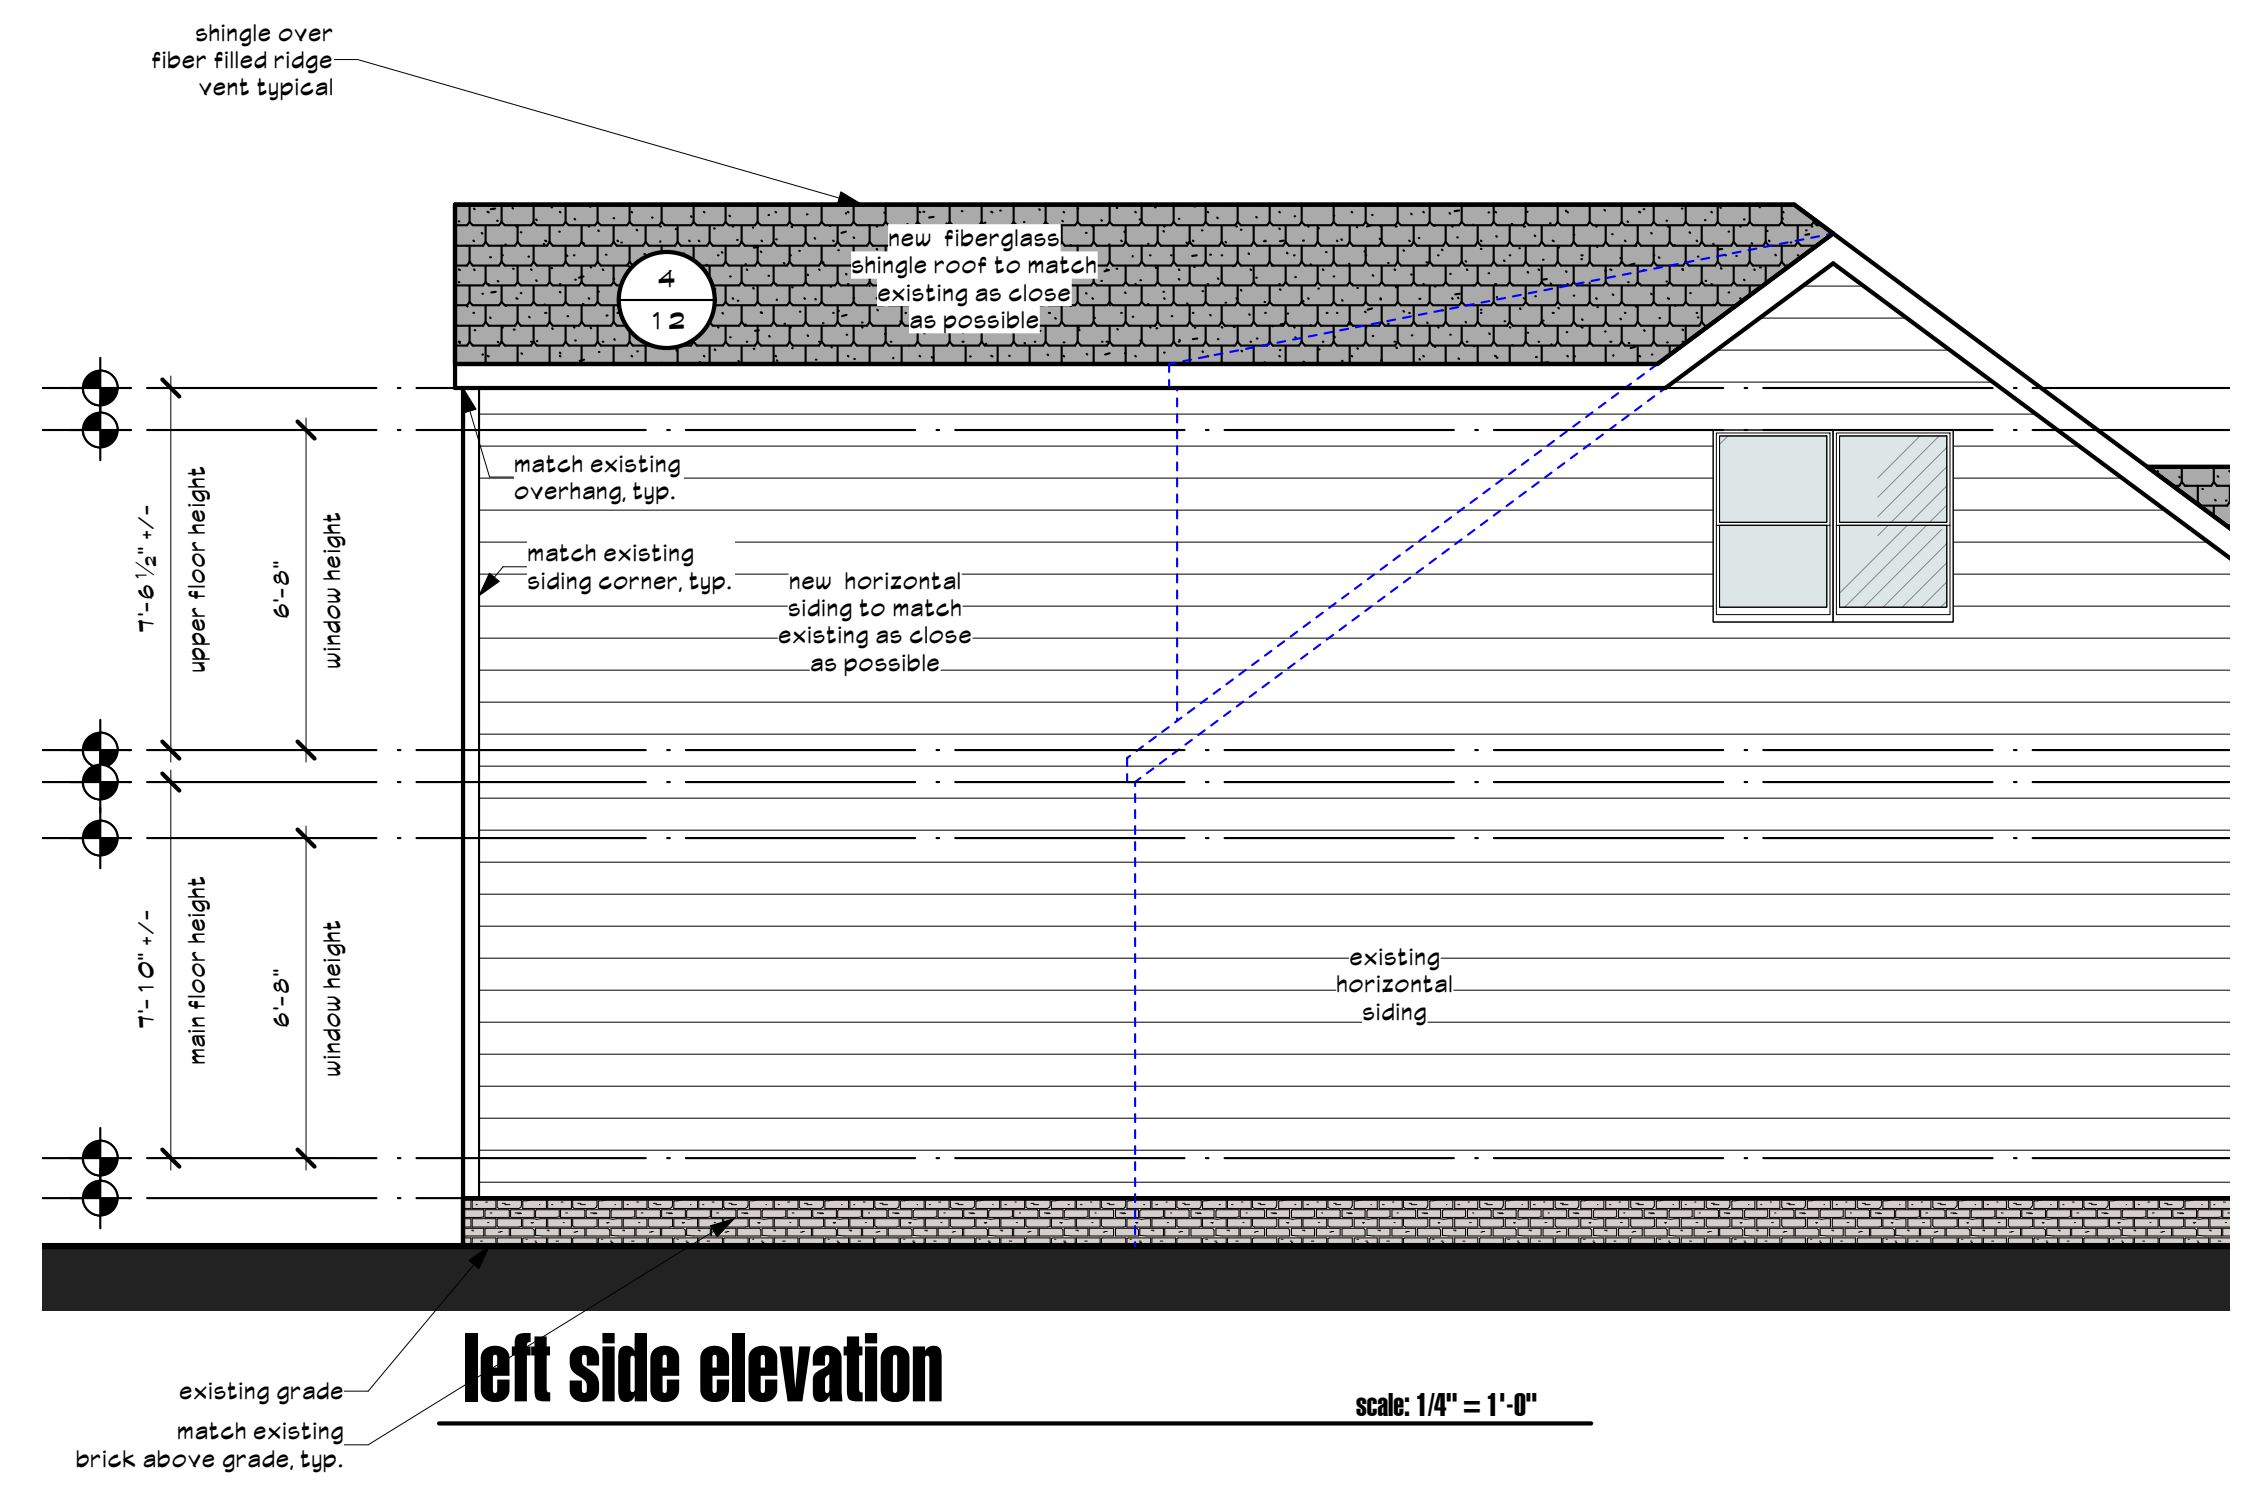 shingle over
fiber filled ridge
vent typical
new fiberglass
shingle roof to match
existing as close
as possible
4
12
match existing
overhang, typ.
match existing
siding corner, typ.
new horizontal
siding to match
existing as close
as possible
7'-6 1/2" +/-
upper floor height
6'-8"
window height
7'-10" +/-
main floor height
6'-8"
window height
existing
horizontal
siding
left side elevation
scale: 1/4" = 1'-0"
existing grade
match existing
brick above grade, typ.